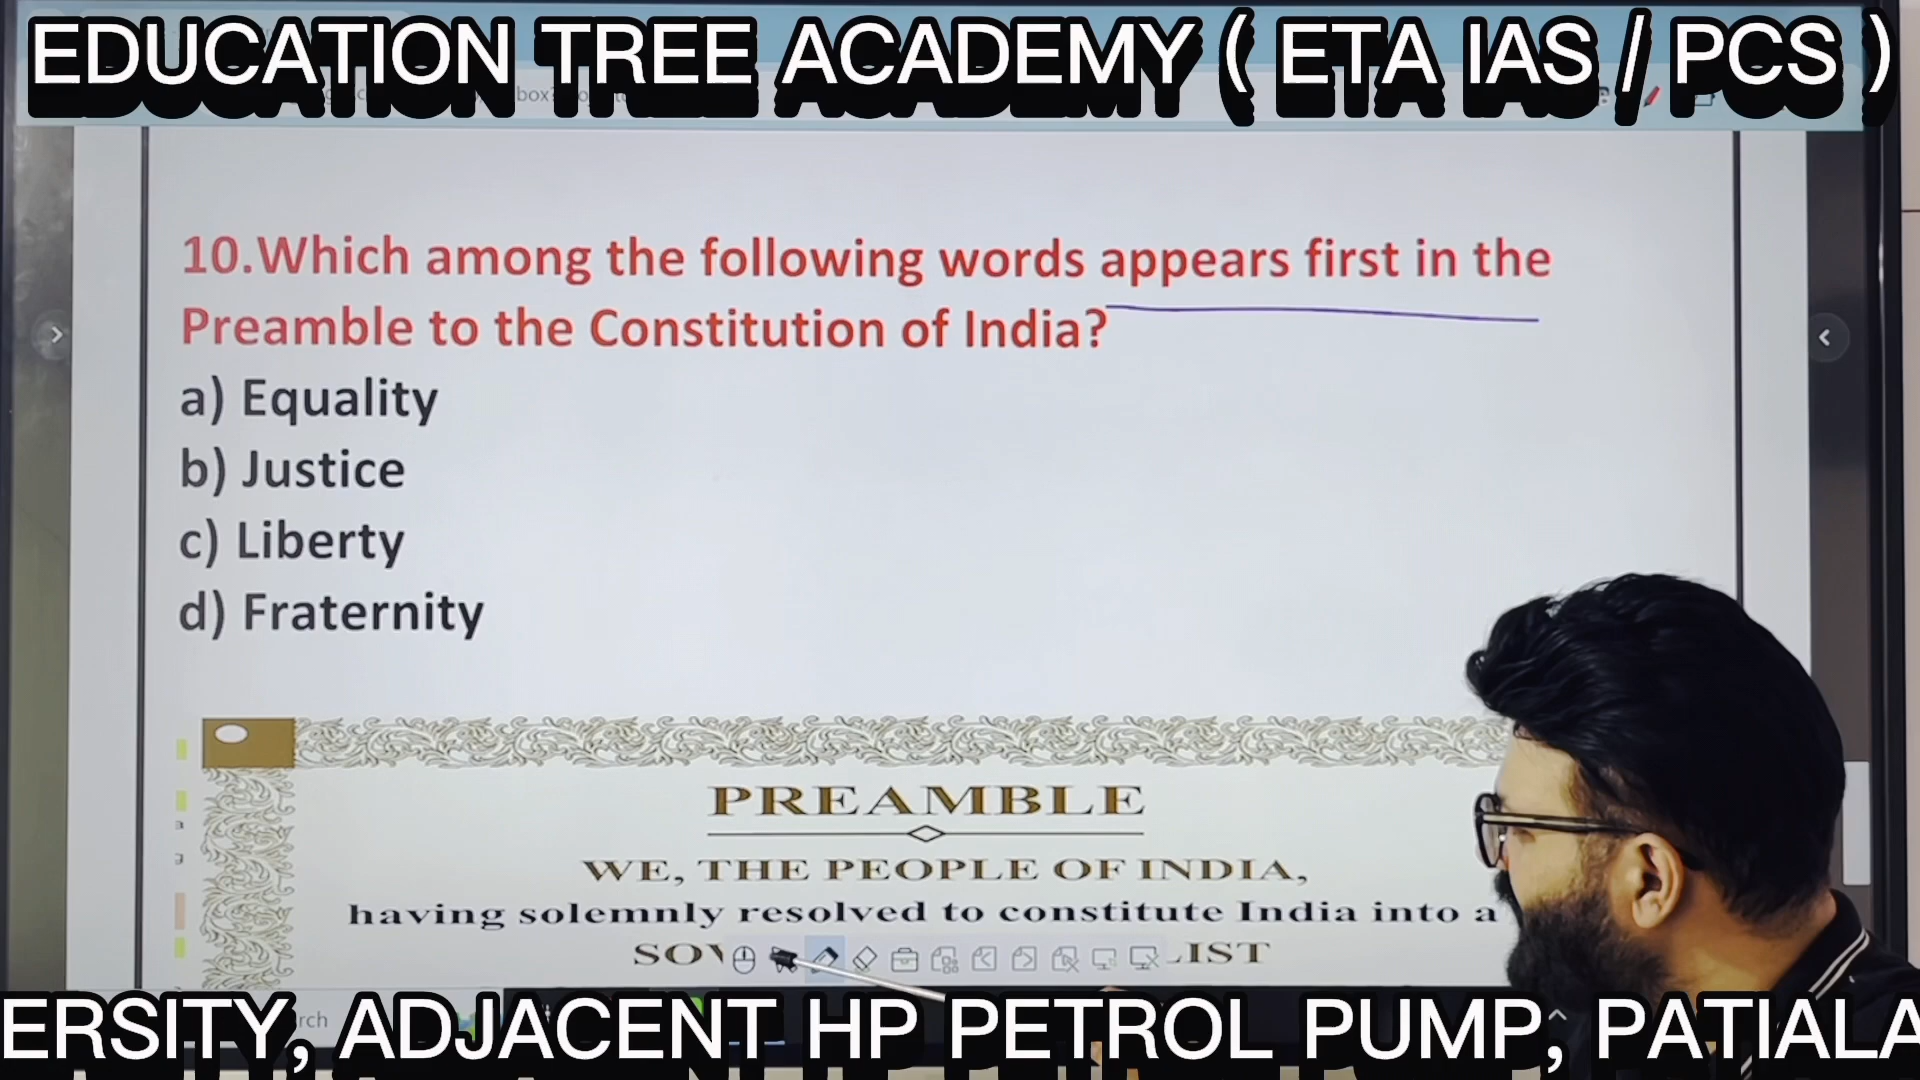 EDUCATION TREE ACADEMY ( ETA IAS / PCS )
10.Which among the following words appears first in the
Preamble to the Constitution of India?
a) Equality
b) Justice
c) Liberty
d) Fraternity
PREAMBLE
WE, THE PEOPLE OF INDIA,
having solemnly resolved to constitute India into a
ERSITY, ADJACENT HP PETROL PUMP, PATIALA